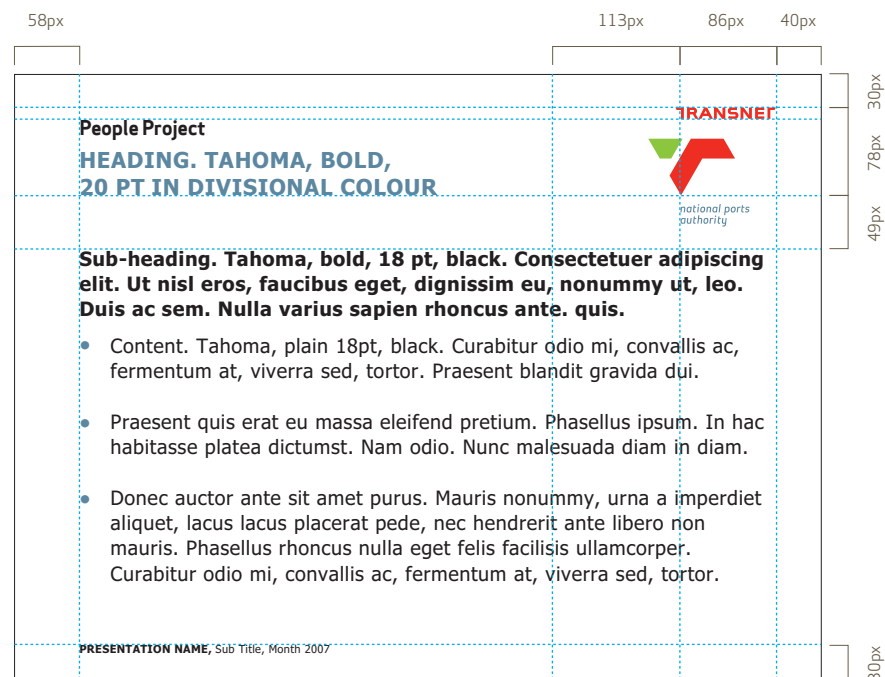 58px
113px
86px
40px
30px
TRANSNET
People Project
78px
HEADING. TAHOMA, BOLD,
20 PT IN DIVISIONAL COLOUR
national ports
authority
49px
Sub-heading. Tahoma, bold, 18 pt, black. Consectetuer adipiscing
elit. Ut nisl eros, faucibus eget, dignissim eu, nonummy ut, leo.
Duis ac sem. Nulla varius sapien rhoncus ante. quis.
• Content. Tahoma, plain 18pt, black. Curabitur odio mi, convallis ac,
fermentum at, viverra sed, tortor. Praesent blandit gravida dui.
• Praesent quis erat eu massa eleifend pretium. Phasellus ipsum. In hac
habitasse platea dictumst. Nam odio. Nunc malesuada diam in diam.
• Donec auctor ante sit amet purus. Mauris nonummy, urna a imperdiet
aliquet, lacus lacus placerat pede, nec hendrerit ante libero non
mauris. Phasellus rhoncus nulla eget felis facilisis ullamcorper.
Curabitur odio mi, convallis ac, fermentum at, viverra sed, tortor.
PRESENTATION NAME, Sub Title, Month 2007